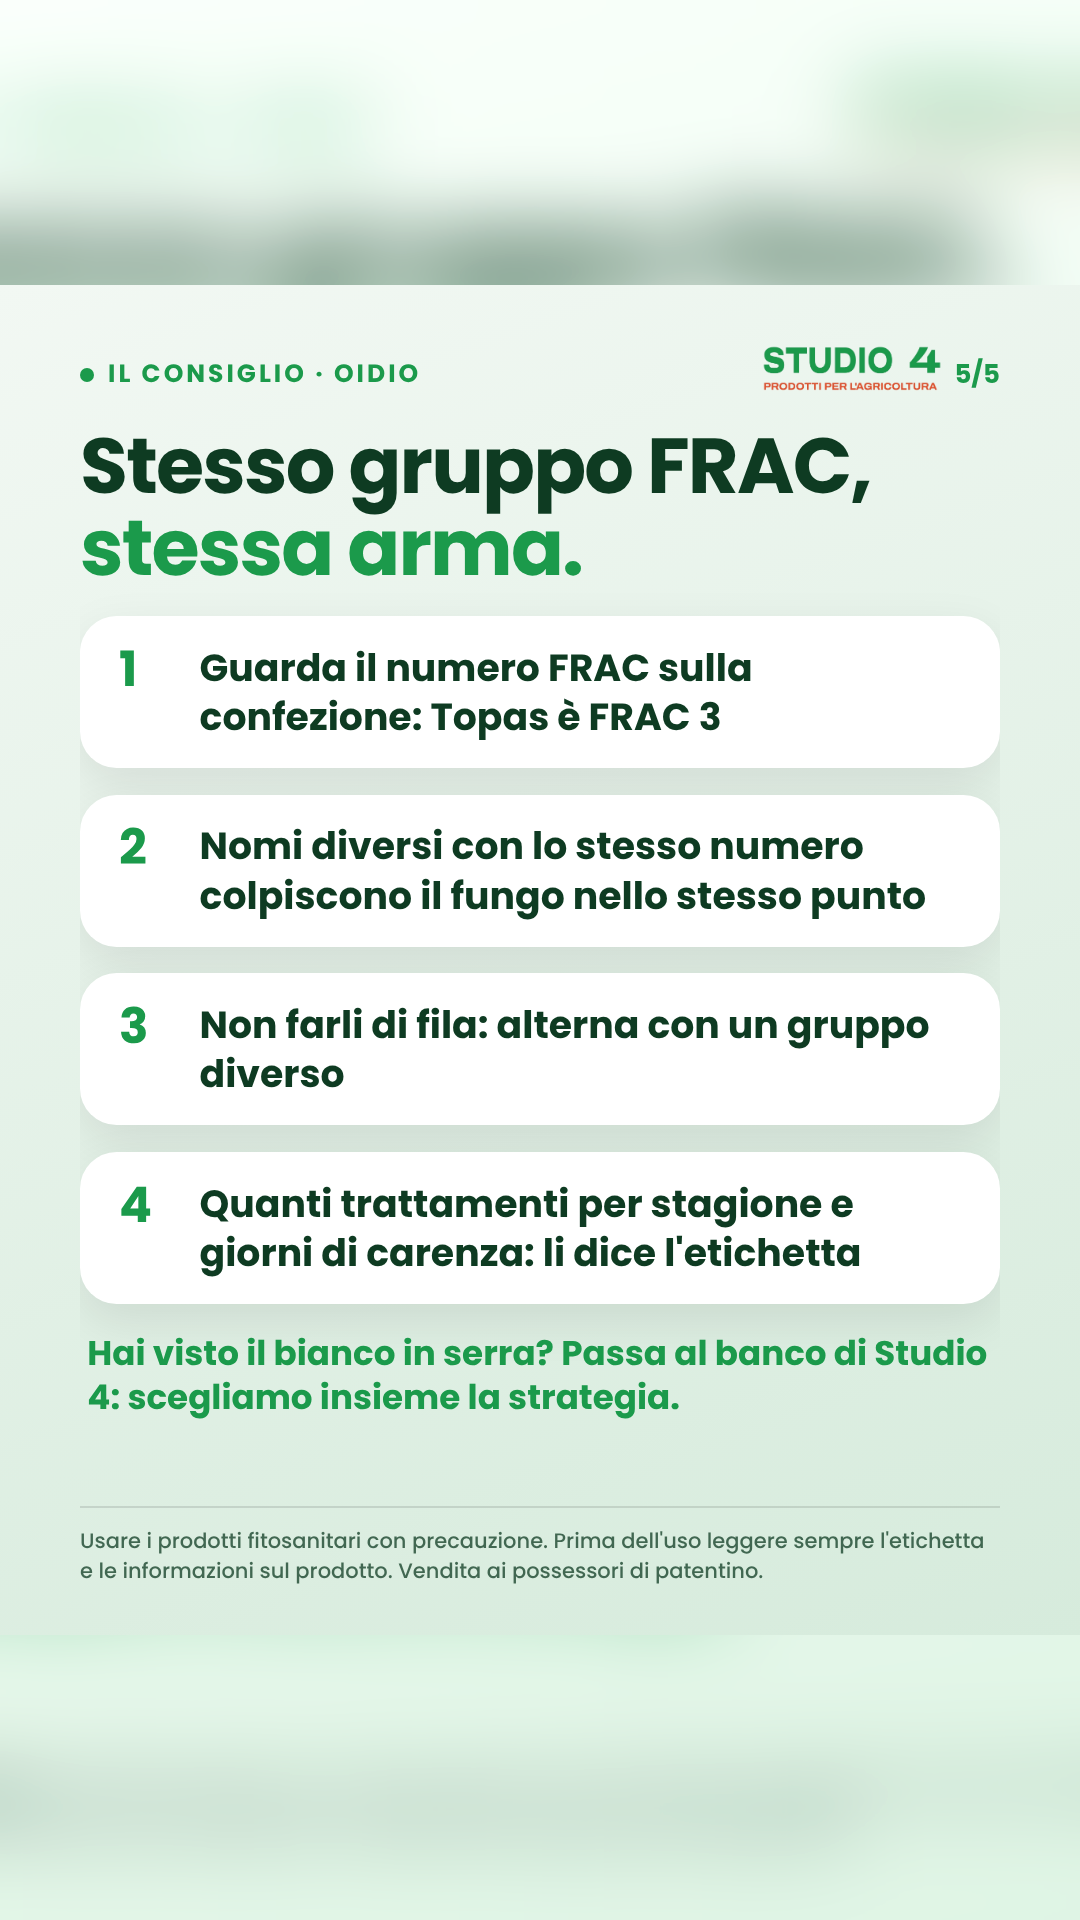 IL CONSIGLIO · OIDIO
STUDIO 4
PRODOTTI PER L'AGRICOLTURA
5/5
Stesso gruppo FRAC,
stessa arma.
1
Guarda il numero FRAC sulla
confezione: Topas è FRAC 3
2
Nomi diversi con lo stesso numero
colpiscono il fungo nello stesso punto
3
Non farli di fila: alterna con un gruppo
diverso
4
Quanti trattamenti per stagione e
giorni di carenza: li dice l'etichetta
Hai visto il bianco in serra? Passa al banco di Studio
4: scegliamo insieme la strategia.
Usare i prodotti fitosanitari con precauzione. Prima dell'uso leggere sempre l'etichetta
e le informazioni sul prodotto. Vendita ai possessori di patentino.